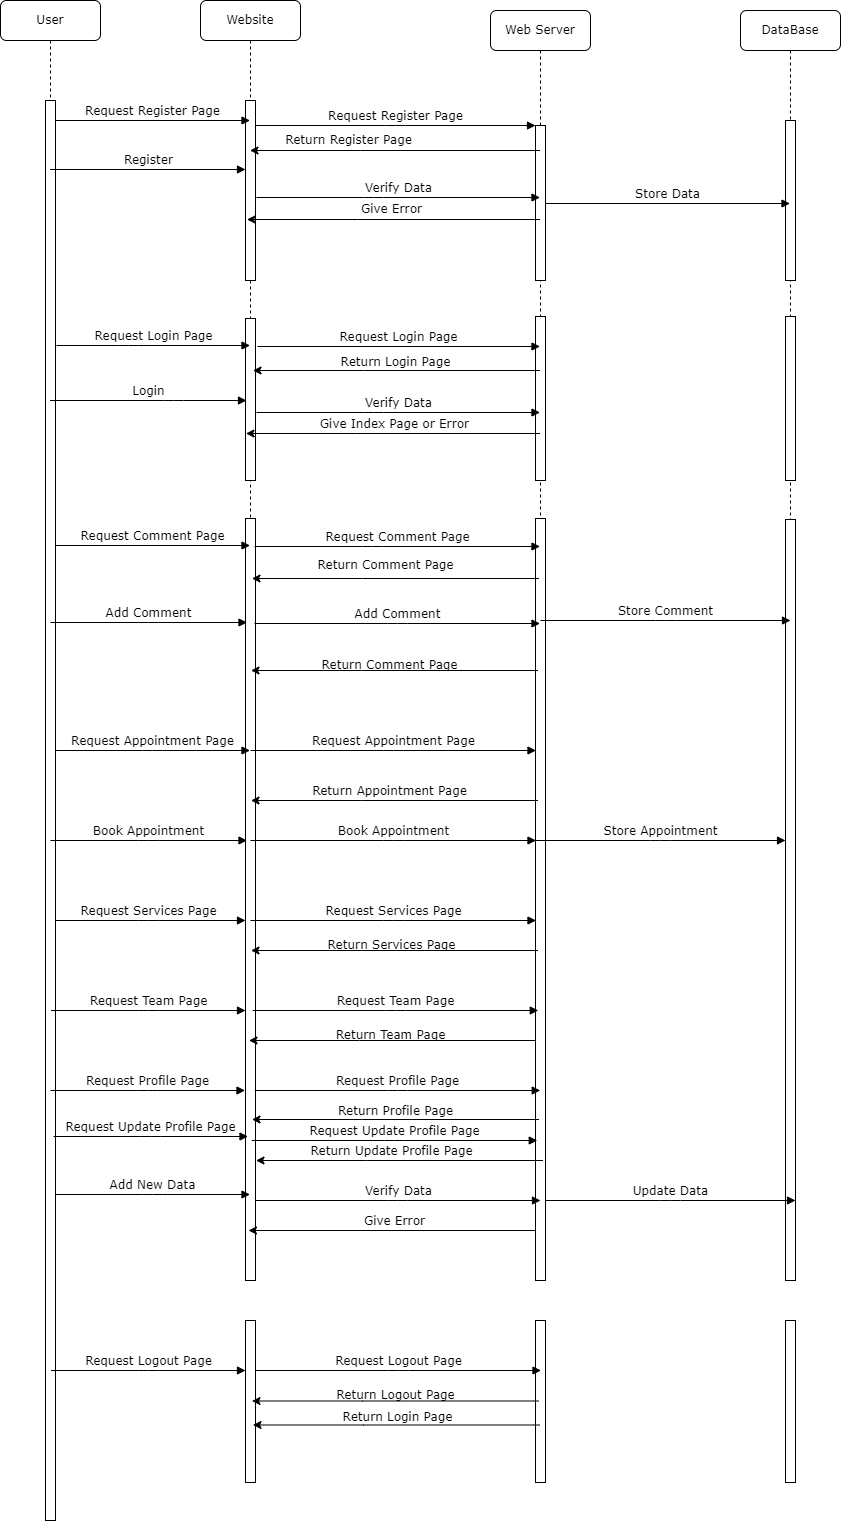 User
Website
Web Server
DataBase
Request Register Page
Request Register Page
Return Register Page
Register
Verify Data
Store Data
Give Error
Request Login Page
Request Login Page
Return Login Page
Login
Verify Data
Give Index Page or Error
Request Comment Page
Request Comment Page
Return Comment Page
Add Comment
Add Comment
Store Comment
Return Comment Page
Request Appointment Page
Request Appointment Page
Return Appointment Page
Book Appointment
Book Appointment
Store Appointment
Request Services Page
Request Services Page
Return Services Page
Request Team Page
Request Team Page
Return Team Page
Request Profile Page
Request Profile Page
Return Profile Page
Request Update Profile Page
Request Update Profile Page
Return Update Profile Page
Add New Data
Verify Data
Update Data
Give Error
Request Logout Page
Request Logout Page
Return Logout Page
Return Login Page